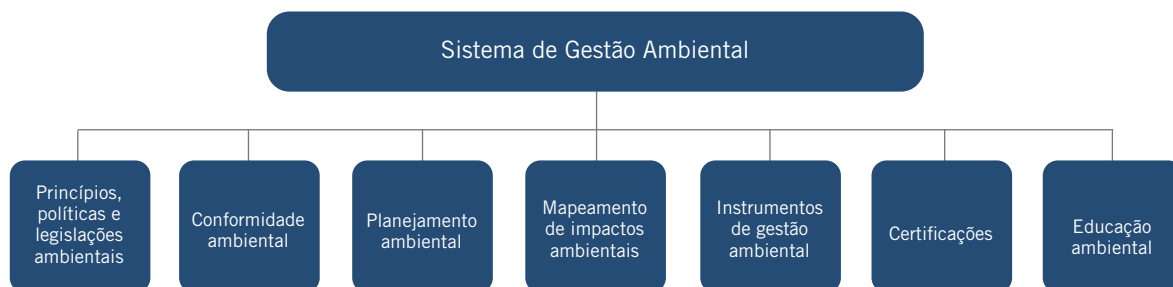 Sistema de Gestão Ambiental
Princípios,
políticas e
legislações
ambientais
Conformidade
ambiental
Planejamento
ambiental
Mapeamento
de impactos
ambientais
Instrumentos
de gestão
ambiental
Certificações
Educação
ambiental